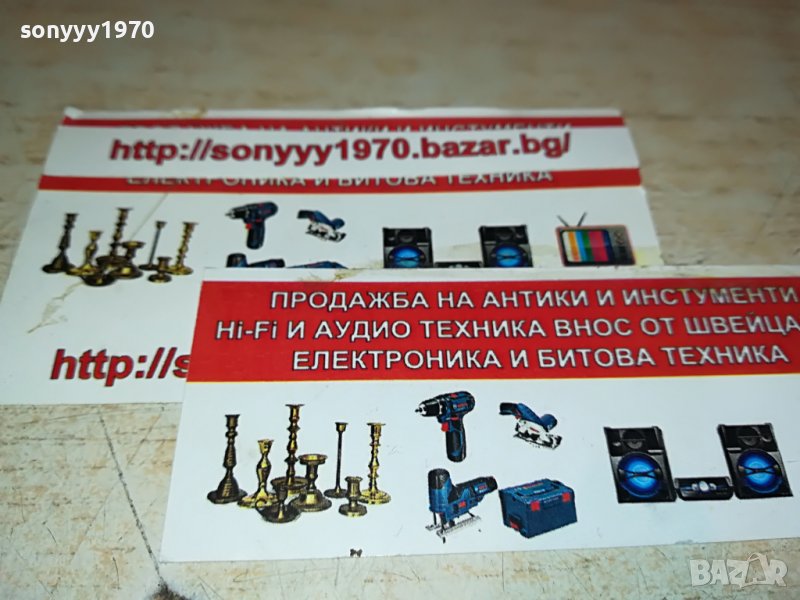 sonyyy1970
http://sonyyy1970.bazar.bg/
ЕЛЕКТРОНИКА И БИТОВА ТЕХНИКА
http://s
ПРОДАЖБА НА АНТИКИ И ИНСТУМЕНТИ
Hi-Fi И АУДИО ТЕХНИКА ВНОС ОТ ШВЕЙЦА
ЕЛЕКТРОНИКА И БИТОВА ТЕХНИКА
BAZAR